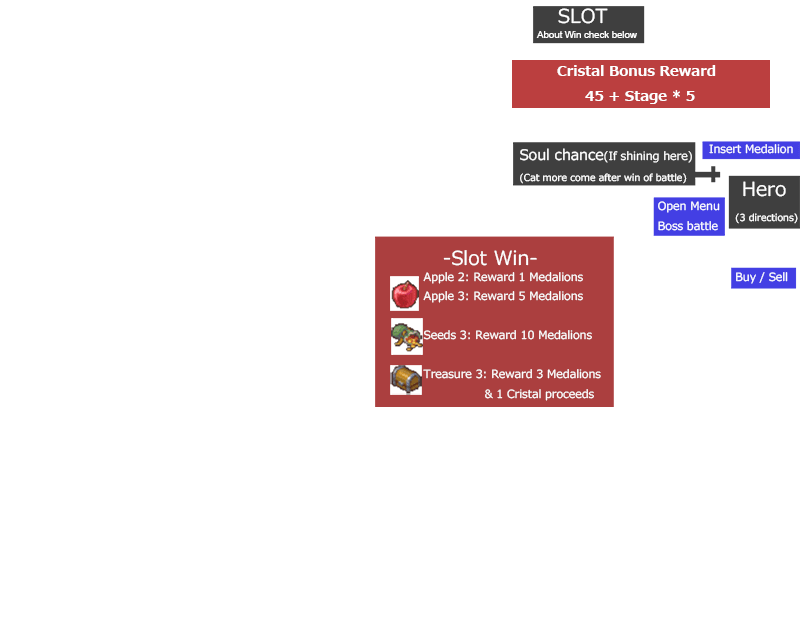 SLOT
About Win check below
Cristal Bonus Reward
45 + Stage * 5
Soul chance(If shining here)
(Cat more come after win of battle)
Insert Medalion
Hero
(3 directions)
Open Menu
Boss battle
Buy / Sell
-Slot Win-
Apple 2: Reward 1 Medalions
Apple 3: Reward 5 Medalions
Seeds 3: Reward 10 Medalions
Treasure 3: Reward 3 Medalions
& 1 Cristal proceeds